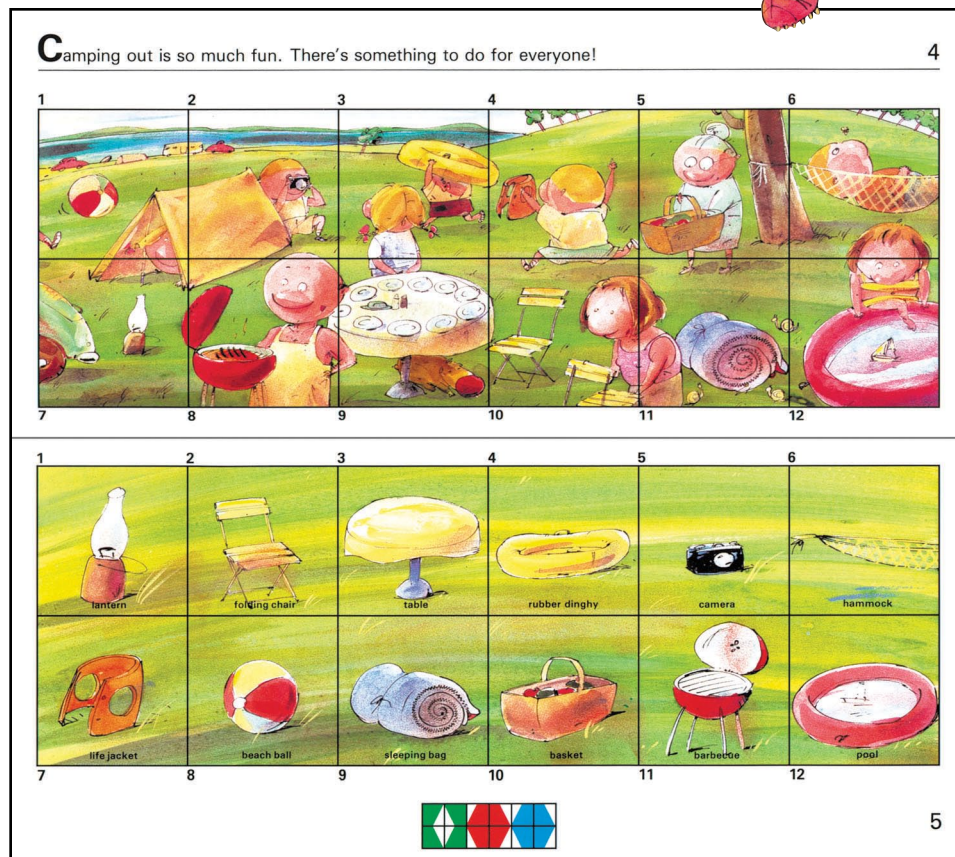 Camping out is so much fun. There's something to do for everyone!
4
1 2 3 4 5 6
7 8 9 10 11 12
1 2 3 4 5 6
lantern folding chair table rubber dinghy camera hammock
life jacket beach ball sleeping bag basket barbecue pool
7 8 9 10 11 12
5